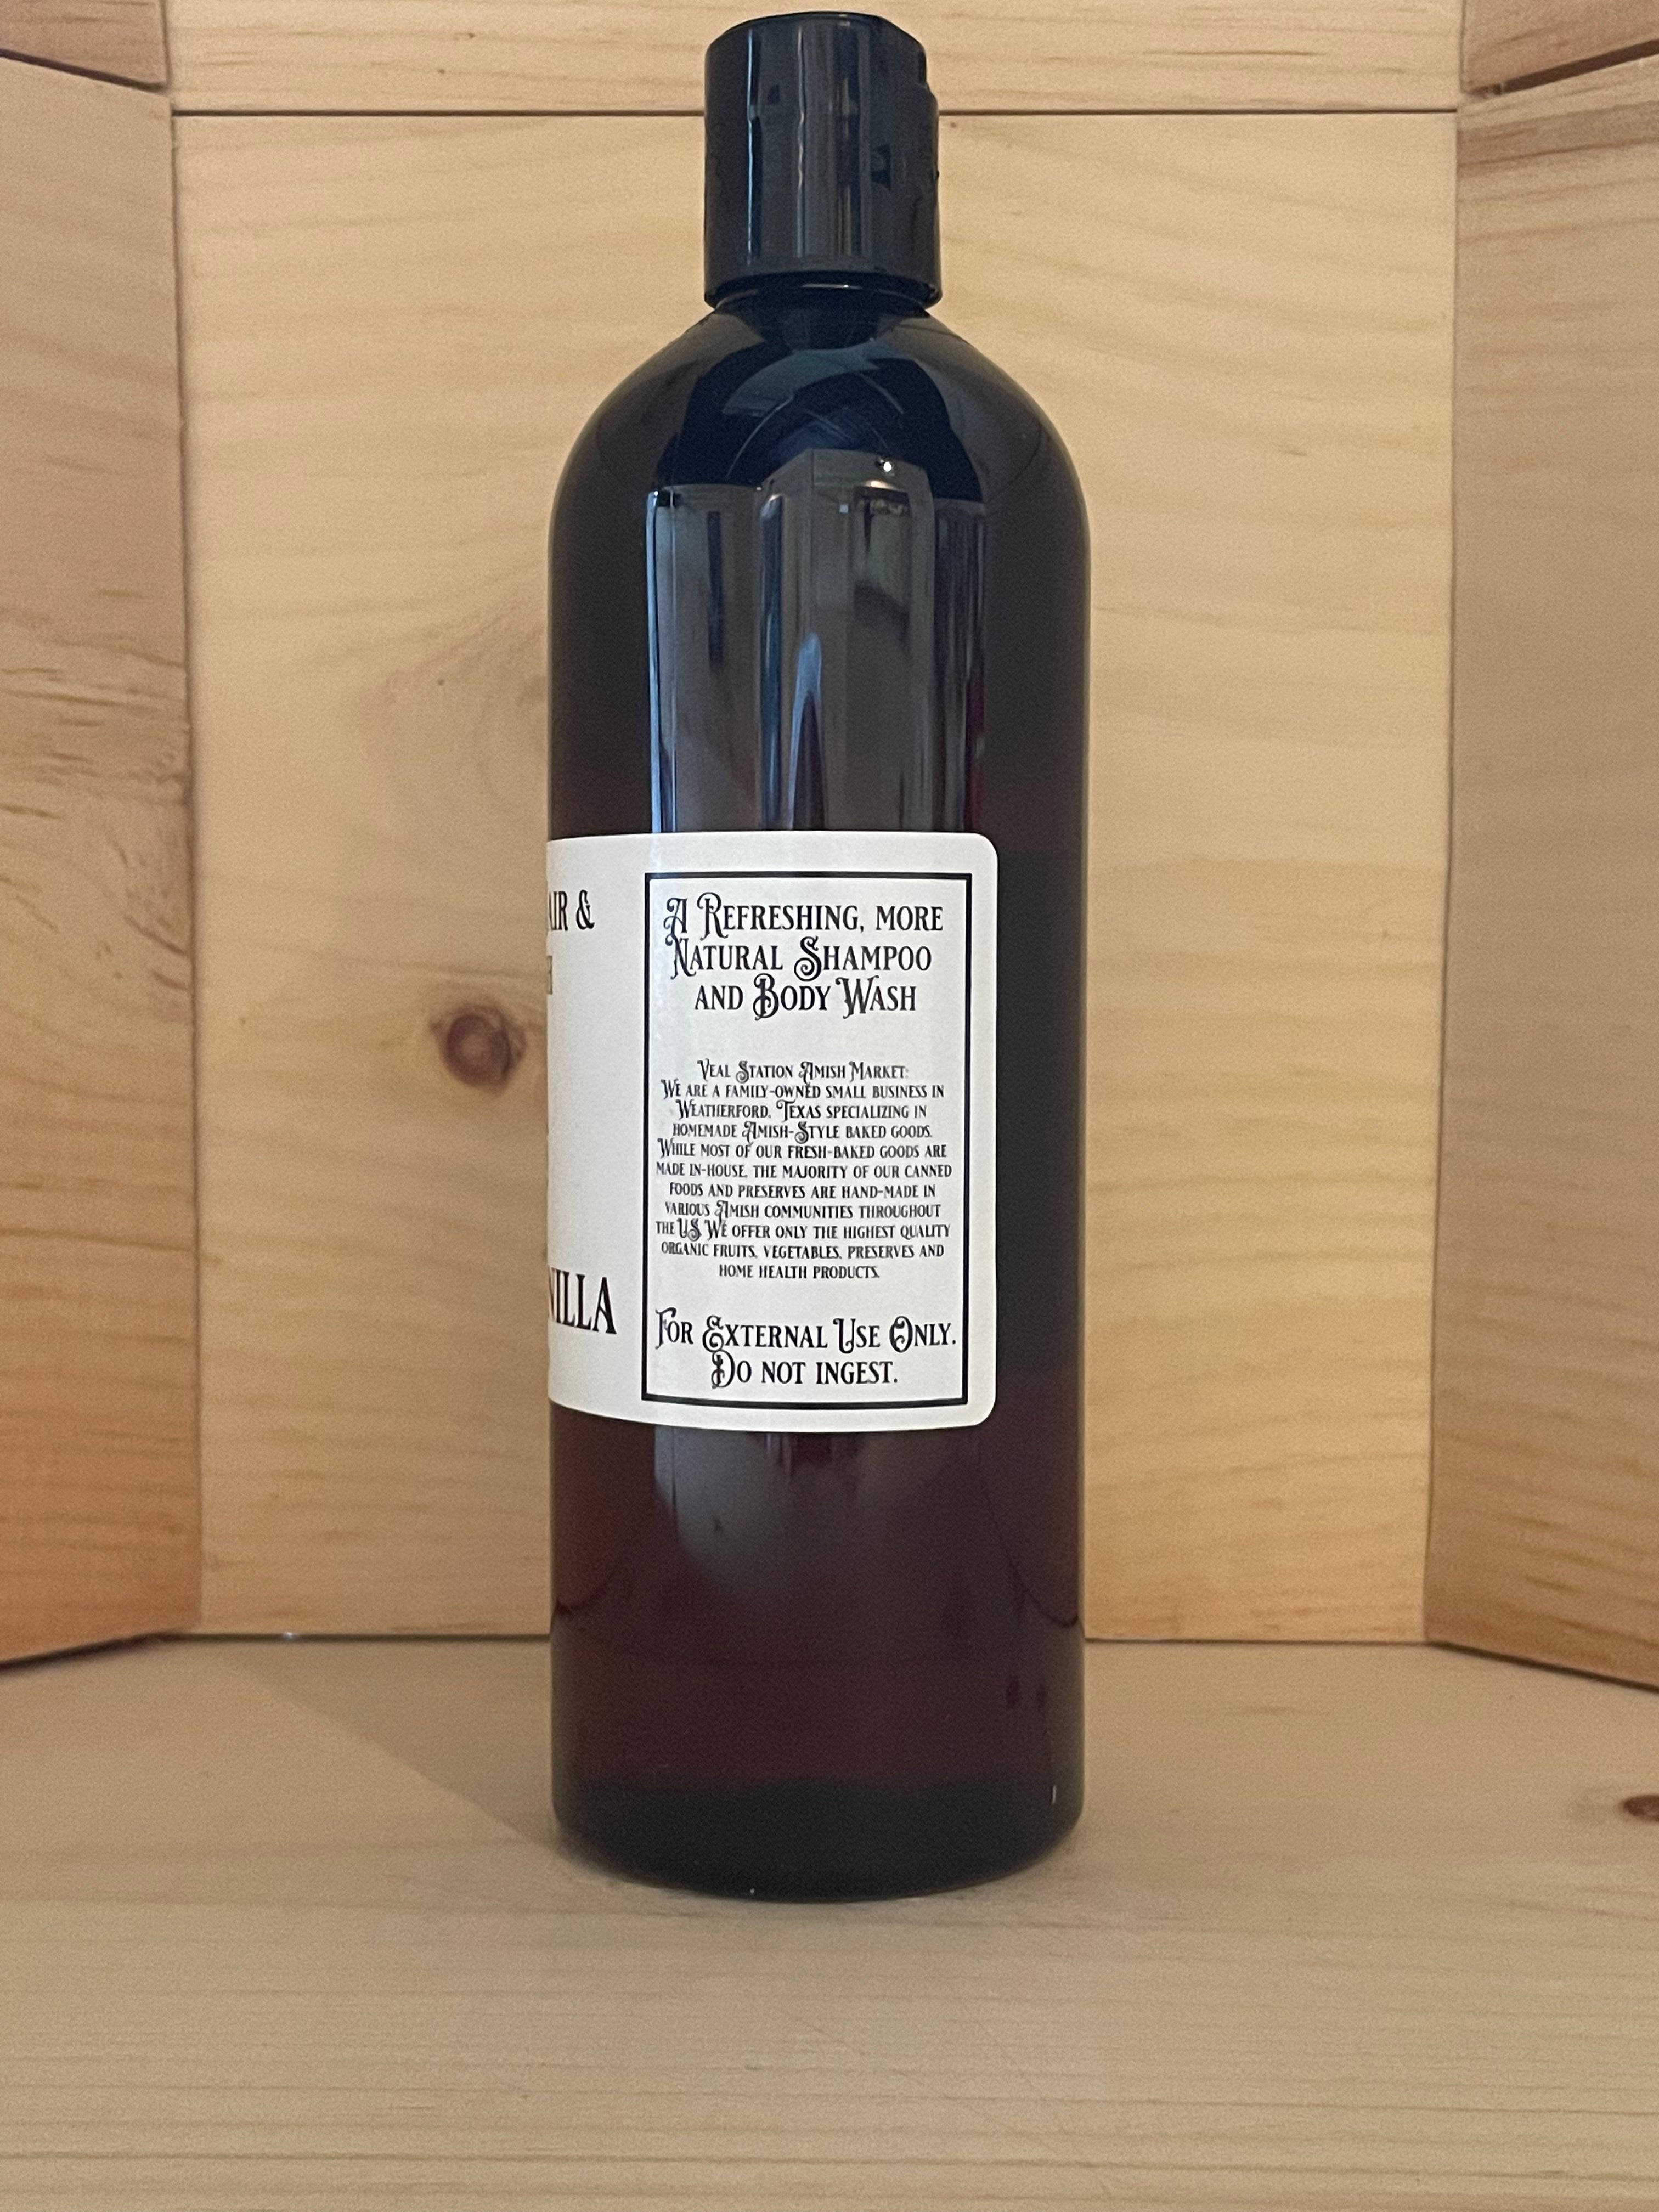 AIR &
NILLA
A Refreshing, more
Natural Shampoo
and Body Wash
Veal Station Amish Market:
We are a family-owned small business in
Weatherford, Texas specializing in
homemade Amish-Style baked goods.
While most of our fresh-baked goods are
made in-house, the majority of our canned
foods and preserves are hand-made in
various Amish communities throughout
the US. We offer only the highest quality
organic fruits, vegetables, preserves and
home health products.
For External Use Only.
Do not ingest.